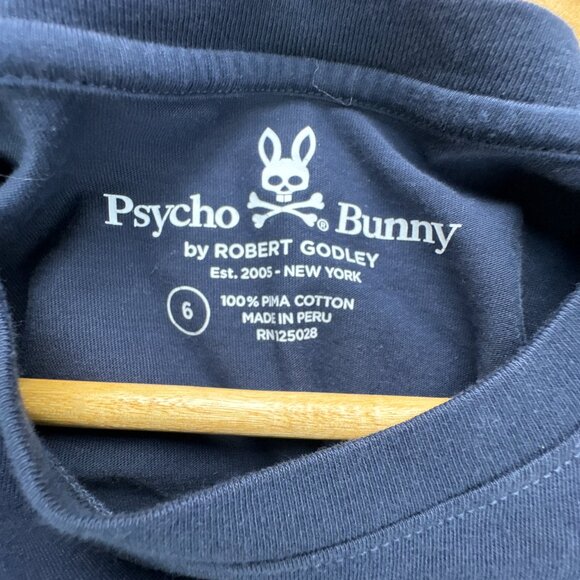 Psycho ® Bunny
by ROBERT GODLEY
Est. 2005 - NEW YORK
6
100% PIMA COTTON
MADE IN PERU
RN125028